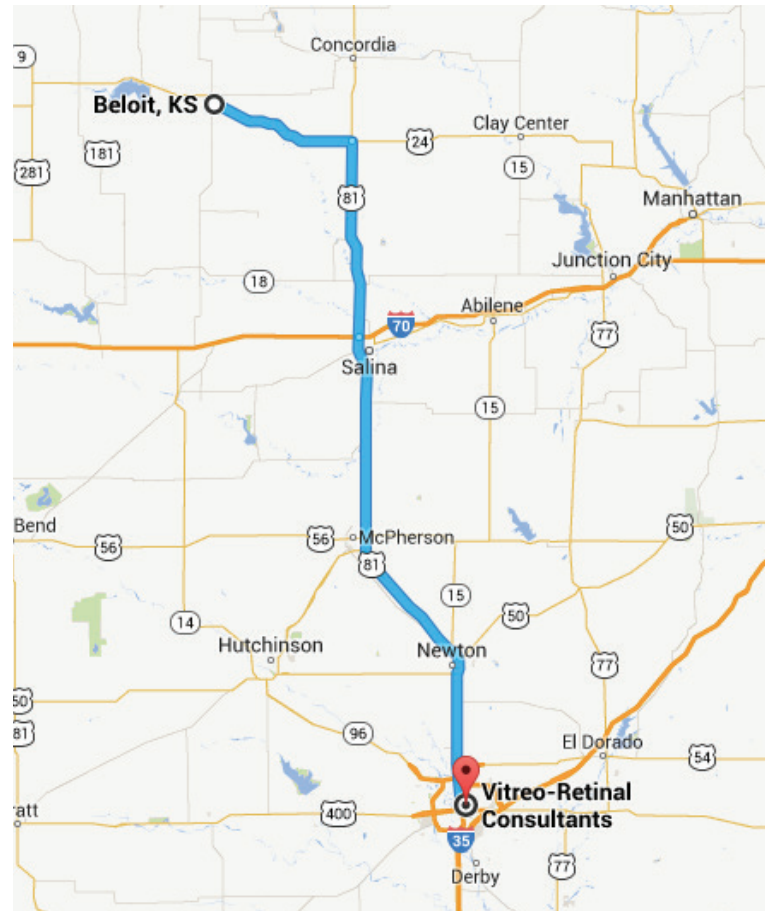 Concordia
9
Beloit, KS
Clay Center
24
181
15
281
81
Manhattan
Junction City
18
Abilene
70
77
Salina
15
Bend
50
56
56
McPherson
81
15
50
14
Hutchinson
Newton
77
50
81
96
El Dorado
54
Vitreo-Retinal
Consultants
ratt
400
35
77
Derby